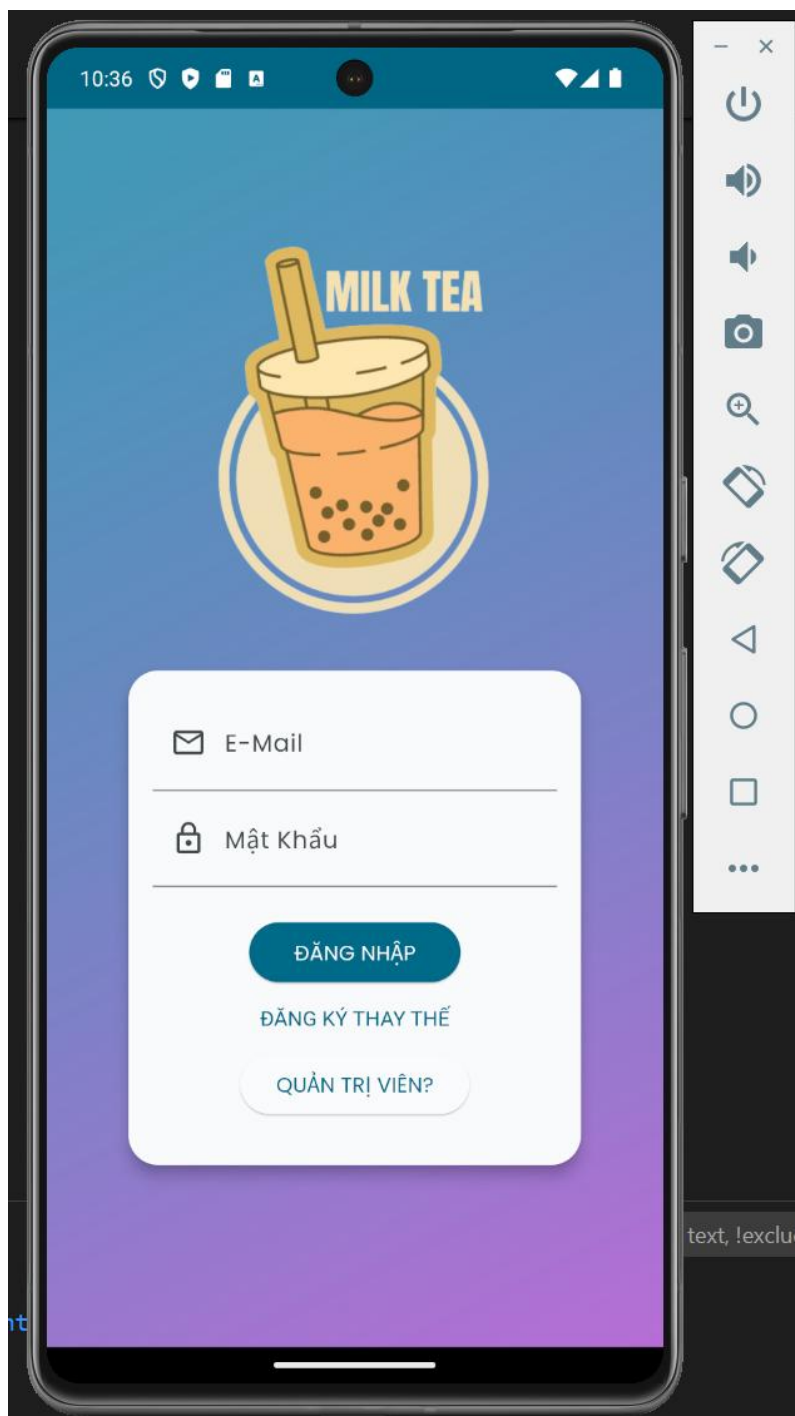 10:36
MILK TEA
E-Mail
Mật Khẩu
ĐĂNG NHẬP
ĐĂNG KÝ THAY THẾ
QUẢN TRỊ VIÊN?
text, !exclu
nt